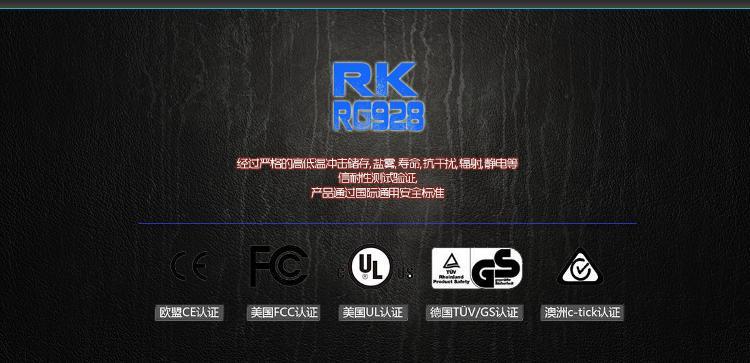 RK
RG928
经过严格的高低温冲击储存,盐雾,寿命,抗干扰,辐射,静电等
信耐性测试验证
产品通过国际通用安全标准
CE FC c UL ® US TÜV Rheinland Product Safety GS geprüfte Sicherheit
欧盟CE认证 美国FCC认证 美国UL认证 德国TÜV/GS认证 澳洲c-tick认证